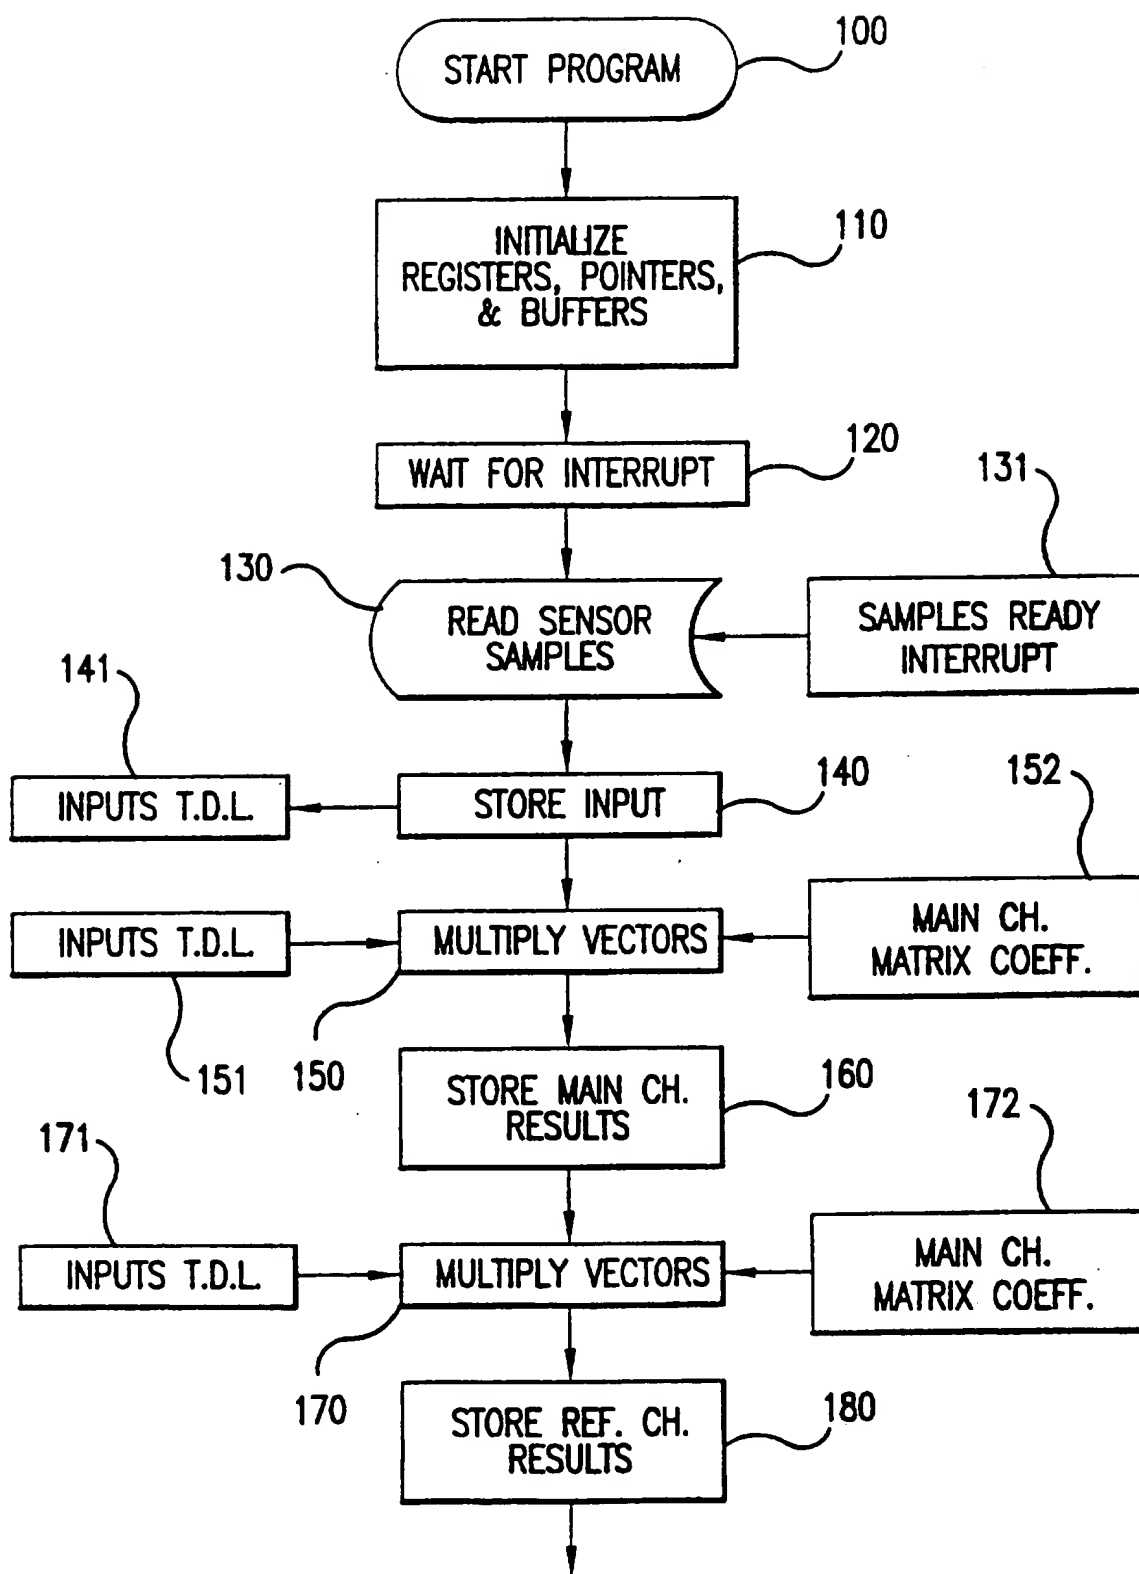 100
START PROGRAM
110
INITIALIZE
REGISTERS, POINTERS,
& BUFFERS
120
WAIT FOR INTERRUPT
131
130
READ SENSOR
SAMPLES
SAMPLES READY
INTERRUPT
141
INPUTS T.D.L.
STORE INPUT
140
152
INPUTS T.D.L.
MULTIPLY VECTORS
MAIN CH.
MATRIX COEFF.
151
150
STORE MAIN CH.
RESULTS
160
171
172
INPUTS T.D.L.
MULTIPLY VECTORS
MAIN CH.
MATRIX COEFF.
170
STORE REF. CH.
RESULTS
180